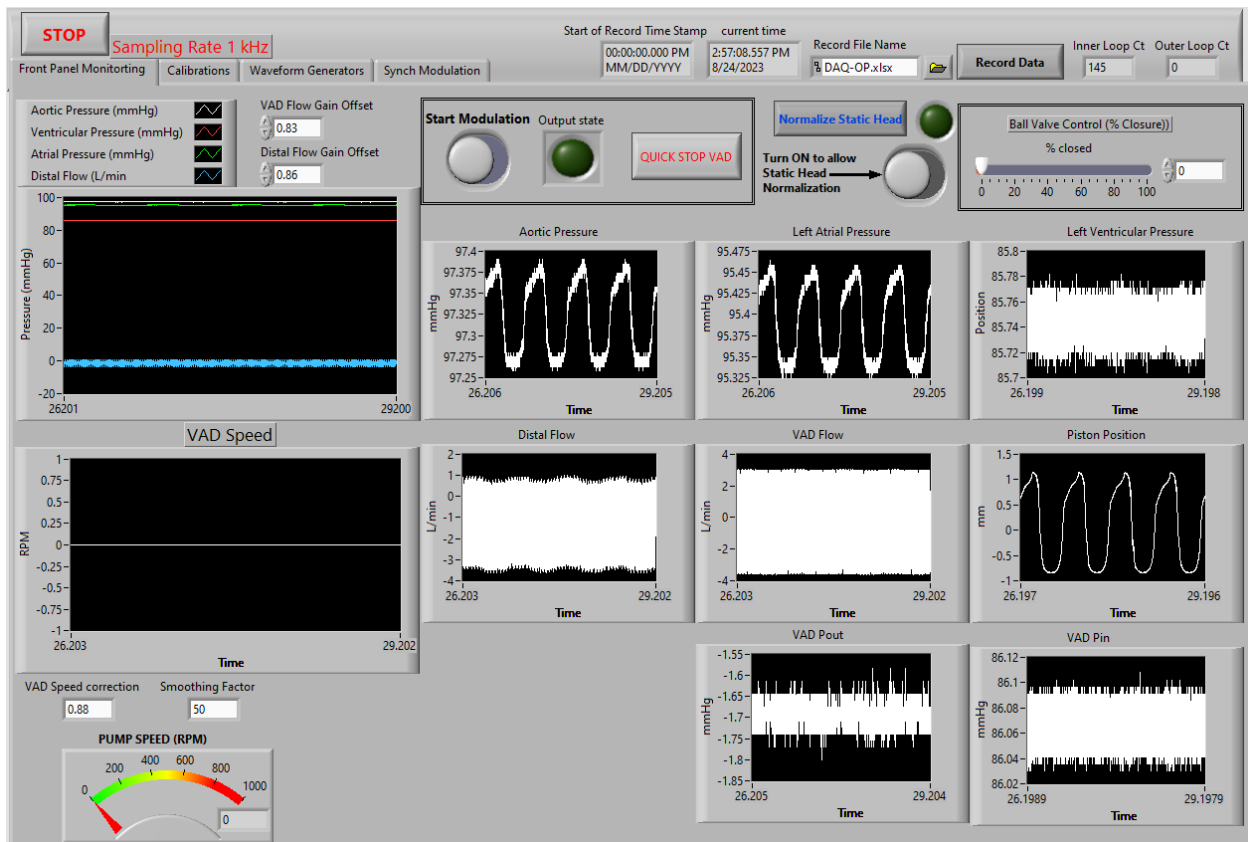 STOP
Sampling Rate 1 kHz
Start of Record Time Stamp
00:00:00.000 PM
MM/DD/YYYY
current time
2:57:08.557 PM
8/24/2023
Record File Name
DAQ-OP.xlsx
Record Data
Inner Loop Ct
145
Outer Loop Ct
0
Front Panel Monitorting
Calibrations
Waveform Generators
Synch Modulation
Aortic Pressure (mmHg)
Ventricular Pressure (mmHg)
Atrial Pressure (mmHg)
Distal Flow (L/min
VAD Flow Gain Offset
0.83
Distal Flow Gain Offset
0.86
Start Modulation
Output state
QUICK STOP VAD
Normalize Static Head
Turn ON to allow
Static Head
Normalization
Ball Valve Control (% Closure))
% closed
0 20 40 60 80 100
0
Pressure (mmHg)
100
80
60
40
20
0
-20
26201 29200
Aortic Pressure
mmHg
97.4
97.375
97.35
97.325
97.3
97.275
97.25
26.206 29.205
Time
Left Atrial Pressure
mmHg
95.475
95.45
95.425
95.4
95.375
95.35
95.325
26.206 29.205
Time
Left Ventricular Pressure
Position
85.8
85.78
85.76
85.74
85.72
85.7
26.199 29.198
Time
VAD Speed
RPM
1
0.75
0.5
0.25
0
-0.25
-0.5
-0.75
-1
26.203 29.202
Time
Distal Flow
L/min
2
1
0
-1
-2
-3
-4
26.203 29.202
Time
VAD Flow
L/min
4
2
0
-2
-4
26.203 29.202
Time
Piston Position
mm
1.5
1
0.5
0
-0.5
-1
26.197 29.196
Time
VAD Speed correction
0.88
Smoothing Factor
50
PUMP SPEED (RPM)
0 200 400 600 800 1000
0
VAD Pout
mmHg
-1.55
-1.6
-1.65
-1.7
-1.75
-1.8
-1.85
26.205 29.204
Time
VAD Pin
mmHg
86.12
86.1
86.08
86.06
86.04
86.02
26.1989 29.1979
Time